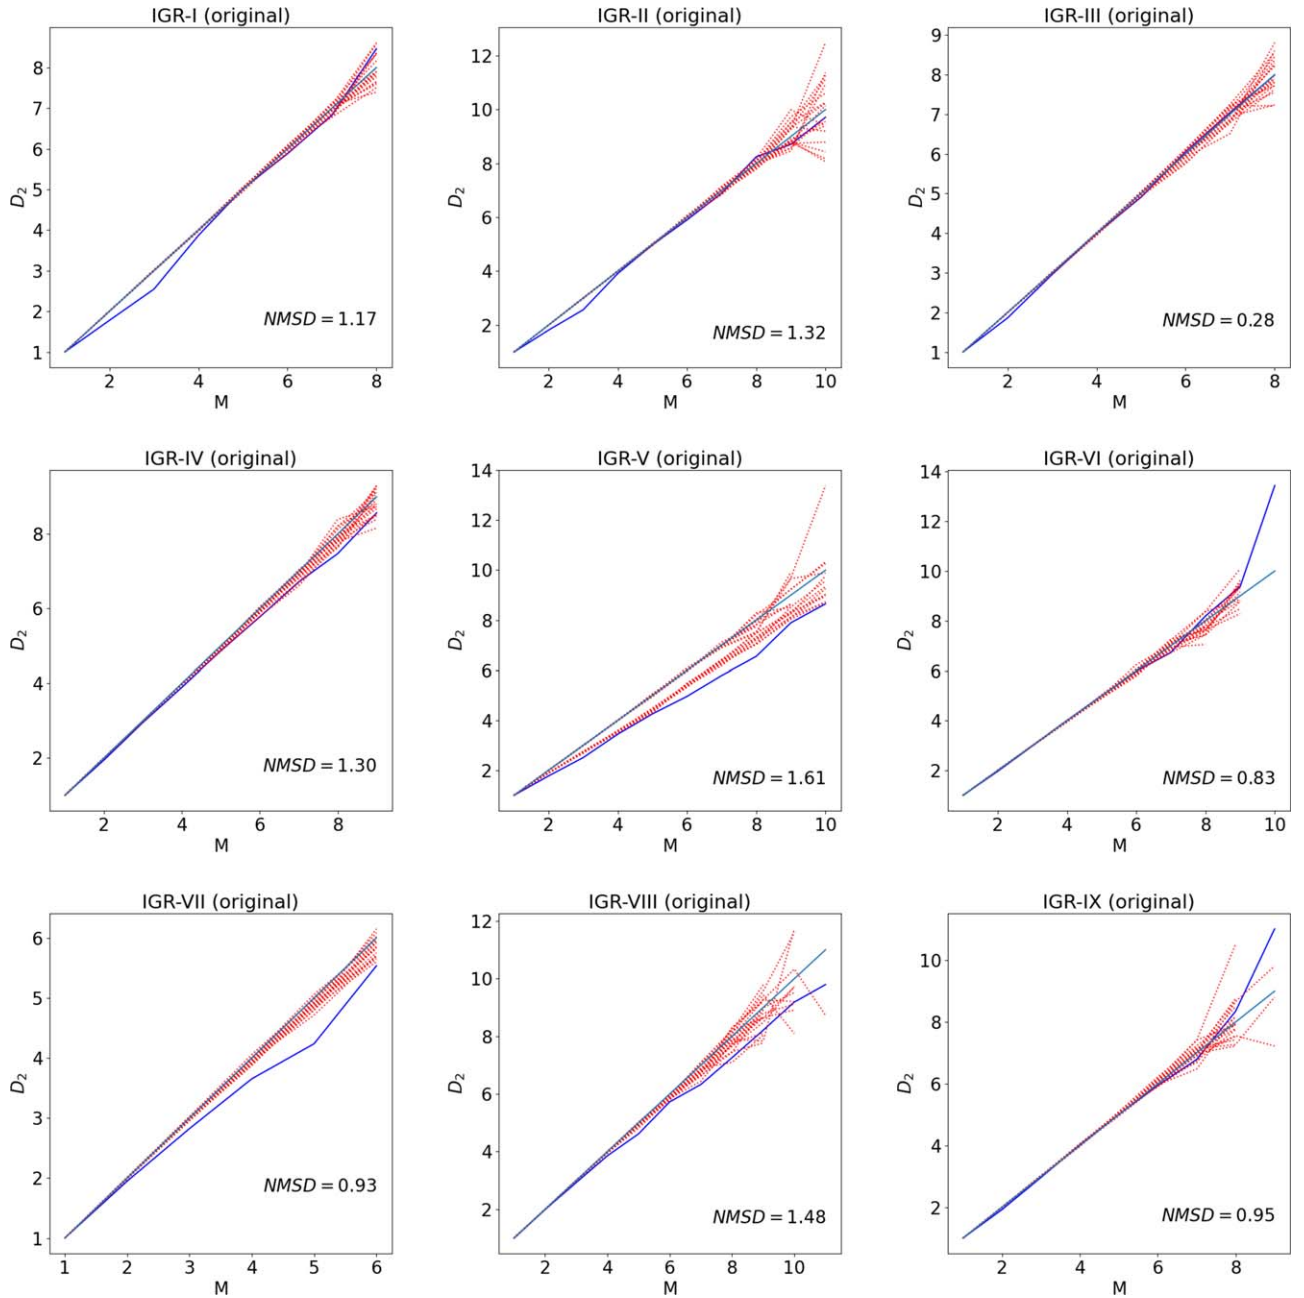 IGR-I (original)
8
7
6
5
4
3
2
1
D₂
NMSD = 1.17
2 4 6 8
M
IGR-II (original)
12
10
8
6
4
2
D₂
NMSD = 1.32
2 4 6 8 10
M
IGR-III (original)
9
8
7
6
5
4
3
2
1
D₂
NMSD = 0.28
2 4 6 8
M
IGR-IV (original)
8
6
4
2
D₂
NMSD = 1.30
2 4 6 8
M
IGR-V (original)
14
12
10
8
6
4
2
D₂
NMSD = 1.61
2 4 6 8 10
M
IGR-VI (original)
14
12
10
8
6
4
2
D₂
NMSD = 0.83
2 4 6 8 10
M
IGR-VII (original)
6
5
4
3
2
1
D₂
NMSD = 0.93
1 2 3 4 5 6
M
IGR-VIII (original)
12
10
8
6
4
2
D₂
NMSD = 1.48
2 4 6 8 10
M
IGR-IX (original)
10
8
6
4
2
D₂
NMSD = 0.95
2 4 6 8
M